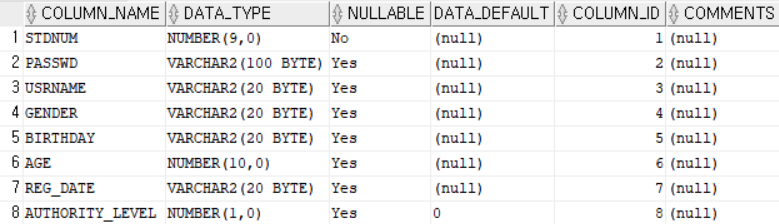 COLUMN_NAME DATA_TYPE NULLABLE DATA_DEFAULT COLUMN_ID COMMENTS
1 STDNUM NUMBER(9,0) No (null) 1 (null)
2 PASSWD VARCHAR2(100 BYTE) Yes (null) 2 (null)
3 USRNAME VARCHAR2(20 BYTE) Yes (null) 3 (null)
4 GENDER VARCHAR2(20 BYTE) Yes (null) 4 (null)
5 BIRTHDAY VARCHAR2(20 BYTE) Yes (null) 5 (null)
6 AGE NUMBER(10,0) Yes (null) 6 (null)
7 REG_DATE VARCHAR2(20 BYTE) Yes (null) 7 (null)
8 AUTHORITY_LEVEL NUMBER(1,0) Yes 0 8 (null)